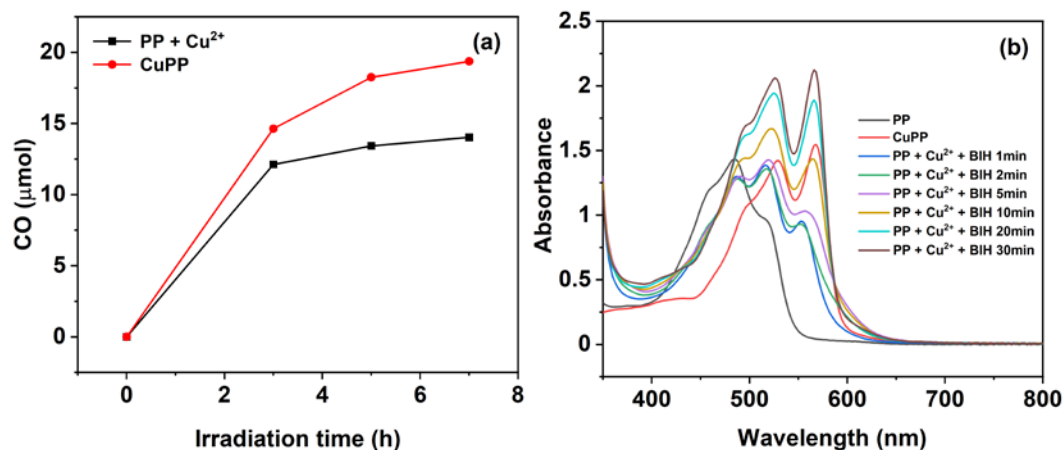 (a)
PP + Cu²⁺
CuPP
20
15
10
5
0
CO (μmol)
0
2
4
6
8
Irradiation time (h)
(b)
2.5
2
1.5
1
0.5
0
Absorbance
PP
CuPP
PP + Cu²⁺ + BIH 1min
PP + Cu²⁺ + BIH 2min
PP + Cu²⁺ + BIH 5min
PP + Cu²⁺ + BIH 10min
PP + Cu²⁺ + BIH 20min
PP + Cu²⁺ + BIH 30min
400
500
600
700
800
Wavelength (nm)